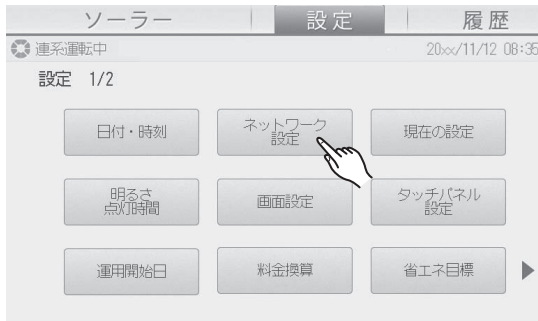 ソーラー 設定 履歴
連系運転中 20xx/11/12 08:35
設定 1/2
日付・時刻 ネットワーク
設定 現在の設定
明るさ
点灯時間 画面設定 タッチパネル
設定
運用開始日 料金換算 省エネ目標